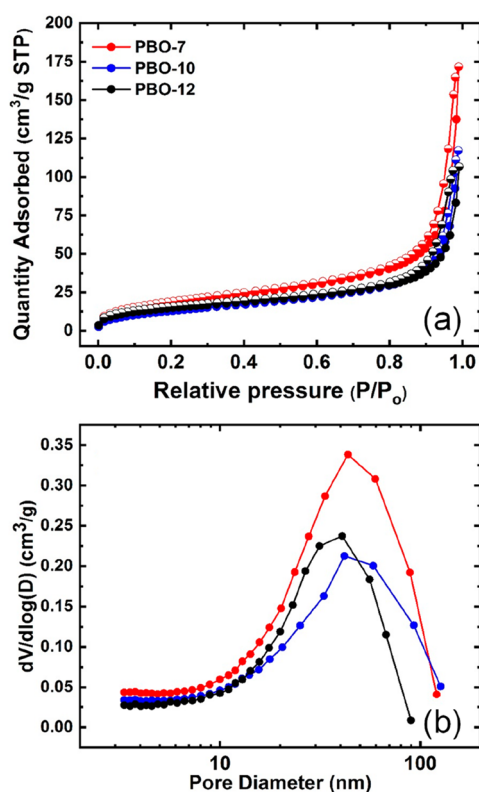 200
175
150
125
100
75
50
25
0
Quantity Adsorbed (cm³/g STP)
PBO-7
PBO-10
PBO-12
(a)
0.0 0.2 0.4 0.6 0.8 1.0
Relative pressure (P/Pₒ)
0.35
0.30
0.25
0.20
0.15
0.10
0.05
0.00
dV/dlog(D) (cm³/g)
(b)
10 100
Pore Diameter (nm)